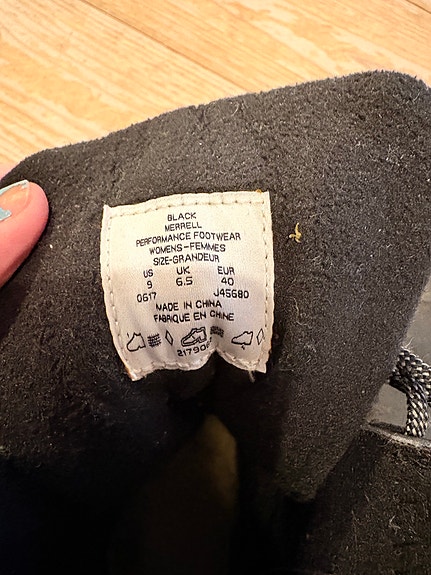 BLACK
MERRELL
PERFORMANCE FOOTWEAR
WOMENS-FEMMES
SIZE-GRANDEUR
US UK EUR
9 6.5 40
0617 J45680
MADE IN CHINA
FABRIQUE EN CHINE